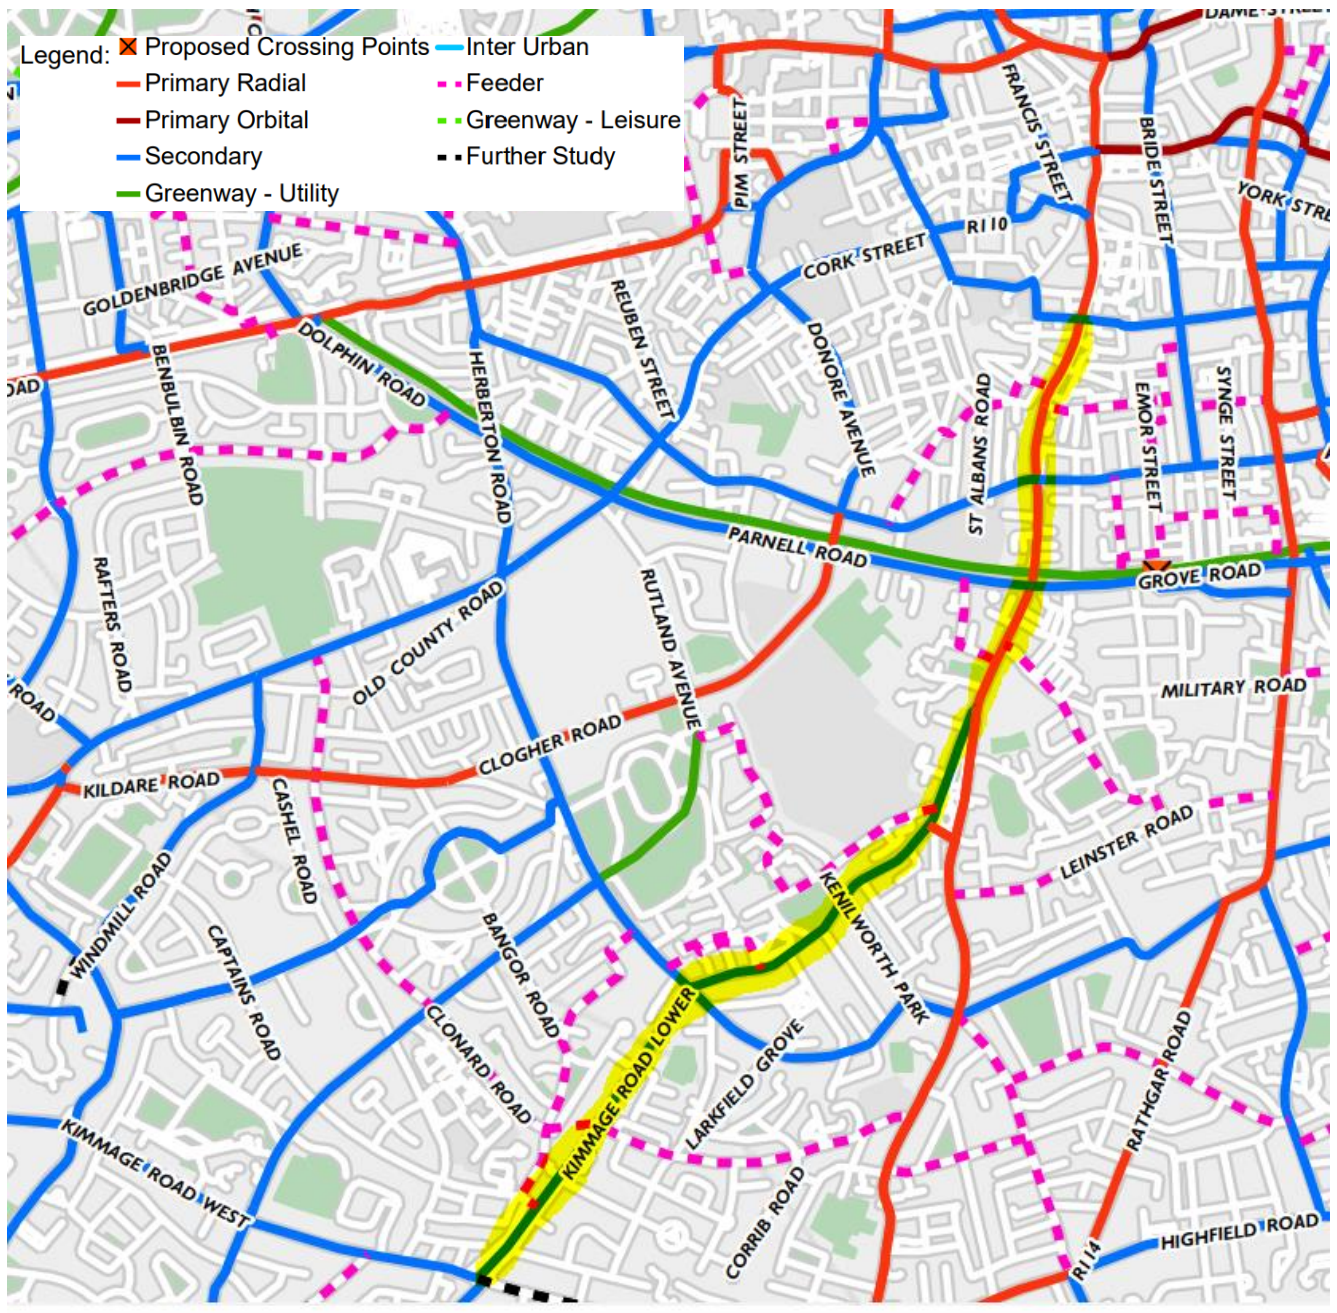 DAME STREET
Legend:
Proposed Crossing Points
Inter Urban
Primary Radial
Feeder
Primary Orbital
Greenway - Leisure
Secondary
Further Study
Greenway - Utility
FRANCIS STREET
PIM STREET
BRIDE STREET
YORK STRE
R110
CORK STREET
GOLDENBRIDGE AVENUE
REUBEN STREET
DOLPHIN ROAD
DONORE AVENUE
HERBERTON ROAD
BENBULBIN ROAD
OAD
ST ALBANS ROAD
EMOR STREET
SYNGE STREET
PARNELL ROAD
GROVE ROAD
RAFTERS ROAD
OLD COUNTY ROAD
RUTLAND AVENUE
MILITARY ROAD
ROAD
CLOGHER ROAD
KILDARE ROAD
CASHEL ROAD
LEINSTER ROAD
WINDMILL ROAD
KENILWORTH PARK
CAPTAINS ROAD
BANGOR ROAD
CLONARD ROAD
KIMMAGE ROAD LOWER
LARKFIELD GROVE
RATHGAR ROAD
KIMMAGE ROAD WEST
CORRIB ROAD
HIGHFIELD ROAD
R114